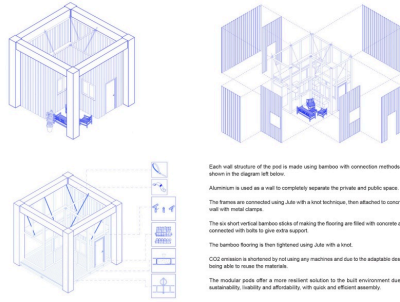 Each wall structure of the pod is made using bamboo with connection methods
shown in the diagram left below.
Aluminium is used as a wall to completely separate the private and public space.
The frames are connected using Jute with a knot technique, then attached to concr
wall with metal clamps.
The six short vertical bamboo sticks of making the flooring are filled with concrete a
connected with bolts to give extra support.
The bamboo flooring is then tightened using Jute with a knot.
CO2 emission is shortened by not using any machines and due to the adaptable des
being able to reuse the materials.
The modular pods offer a more resilient solution to the built environment due
sustainability, livability and affordability, with quick and efficient assembly.